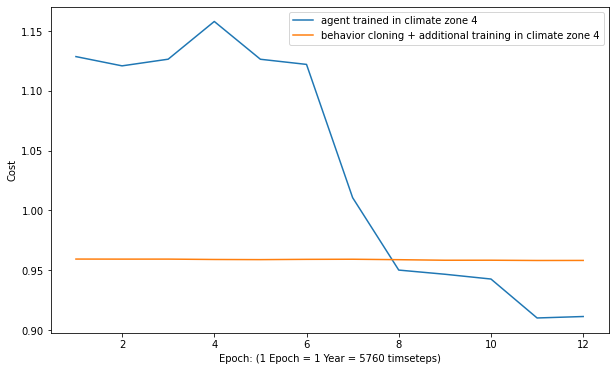 agent trained in climate zone 4
behavior cloning + additional training in climate zone 4
1.15
1.10
1.05
1.00
0.95
0.90
Cost
2 4 6 8 10 12
Epoch: (1 Epoch = 1 Year = 5760 timseteps)